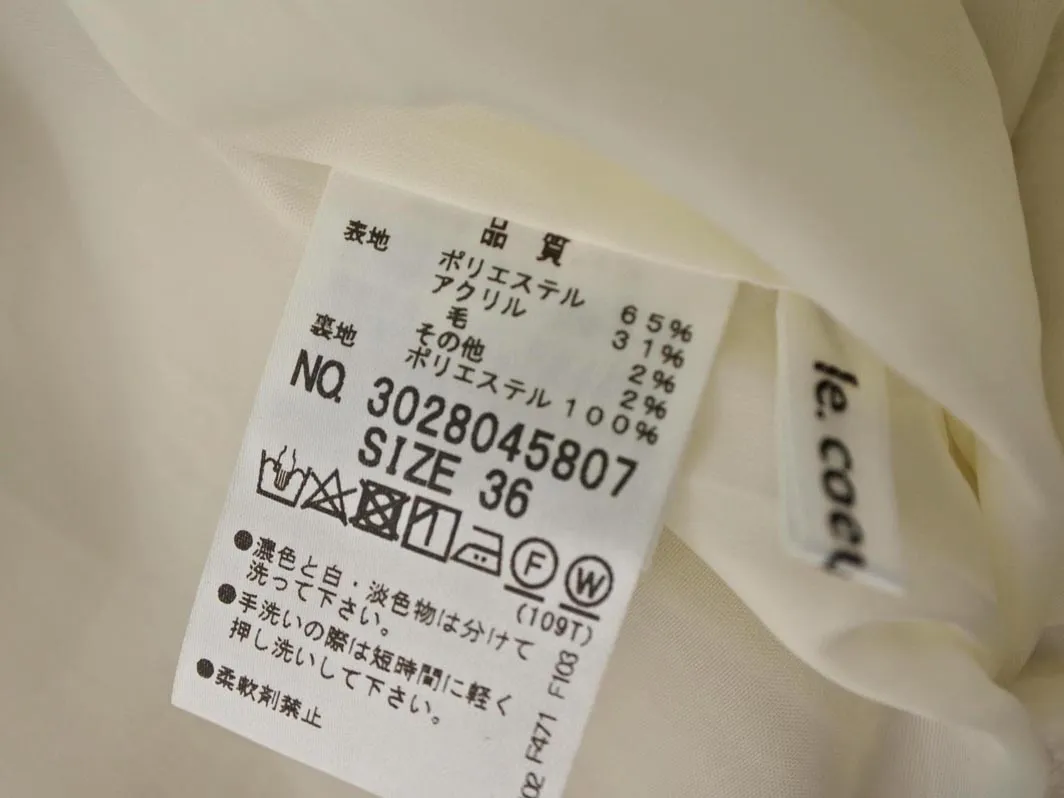 品質
表地 ポリエステル 65%
アクリル 31%
毛 2%
その他 2%
裏地 ポリエステル 100%
NO. 3028045807
SIZE 36
F W
(109T)
●濃色と白・淡色物は分けて
洗って下さい。
●手洗いの際は短時間に軽く
押し洗いして下さい。
●柔軟剤禁止
02 F471 F103
le. coeu